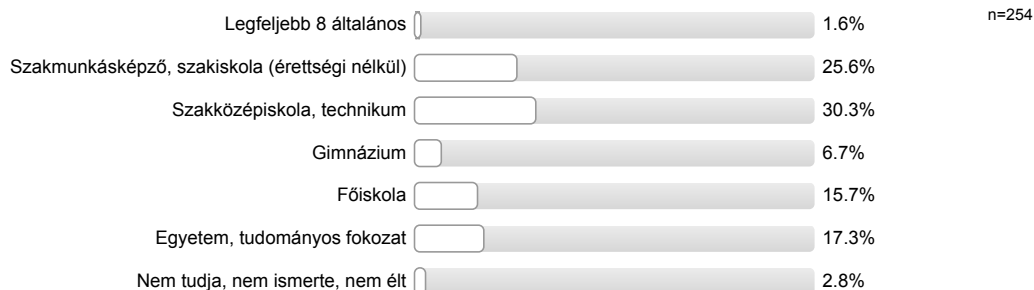 Legfeljebb 8 általános 1.6% n=254
Szakmunkásképző, szakiskola (érettségi nélkül) 25.6%
Szakközépiskola, technikum 30.3%
Gimnázium 6.7%
Főiskola 15.7%
Egyetem, tudományos fokozat 17.3%
Nem tudja, nem ismerte, nem élt 2.8%